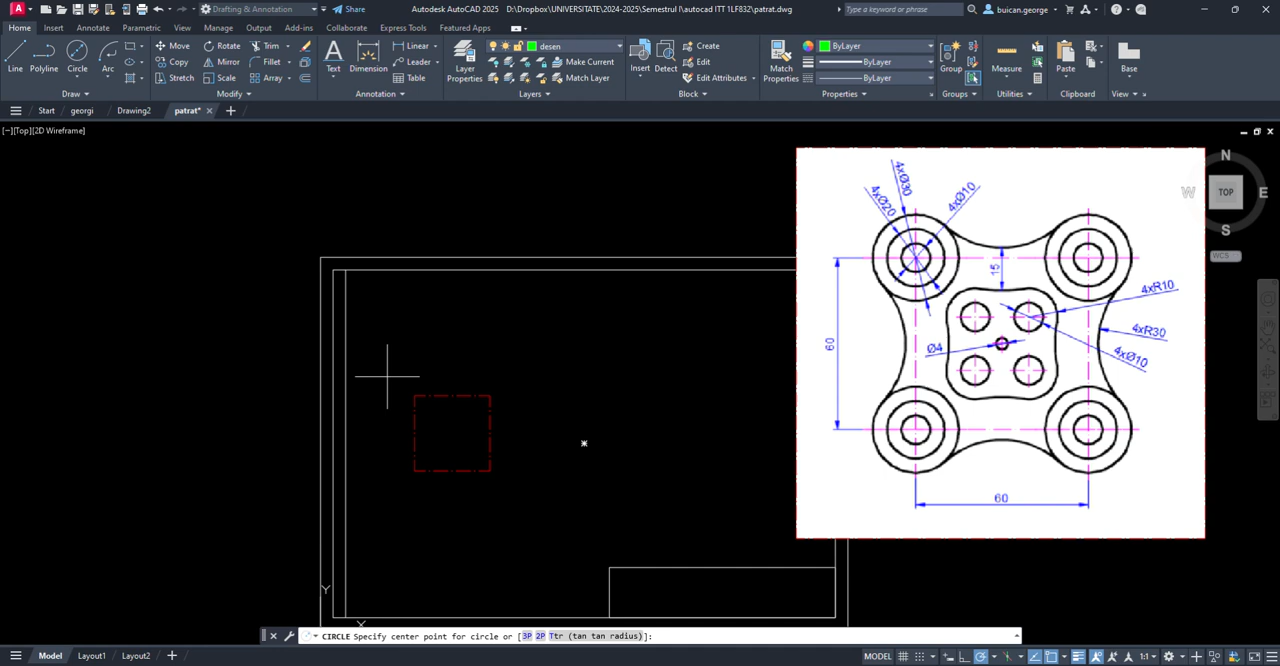 Drafting & Annotation
Share
Autodesk AutoCAD 2025 D:\Dropbox\UNIVERSITATE\2024-2025\Semestrul I\autocad ITT 1LF832\patrat.dwg
Type a keyword or phrase
buican.george
Home Insert Annotate Parametric View Manage Output Add-ins Collaborate Express Tools Featured Apps
Line Polyline Circle Arc
Move Rotate Trim
Copy Mirror Fillet
Stretch Scale Array
Text Dimension
Linear
Leader
Table
Layer Properties
desen
Make Current
Match Layer
Insert Detect
Create
Edit
Edit Attributes
Match Properties
ByLayer
ByLayer
ByLayer
Group
Measure
Paste
Base
Draw Modify Annotation Layers Block Properties Groups Utilities Clipboard View
Start georgi Drawing2 patrat*
[−][Top][2D Wireframe]
N
W TOP E
S
WCS
4xØ30
4xØ20
4xØ10
15
4xR10
60
4xR30
Ø4
4xØ10
60
Y
X
CIRCLE Specify center point for circle or [3P 2P Ttr (tan tan radius)]:
Model Layout1 Layout2
MODEL
1:1